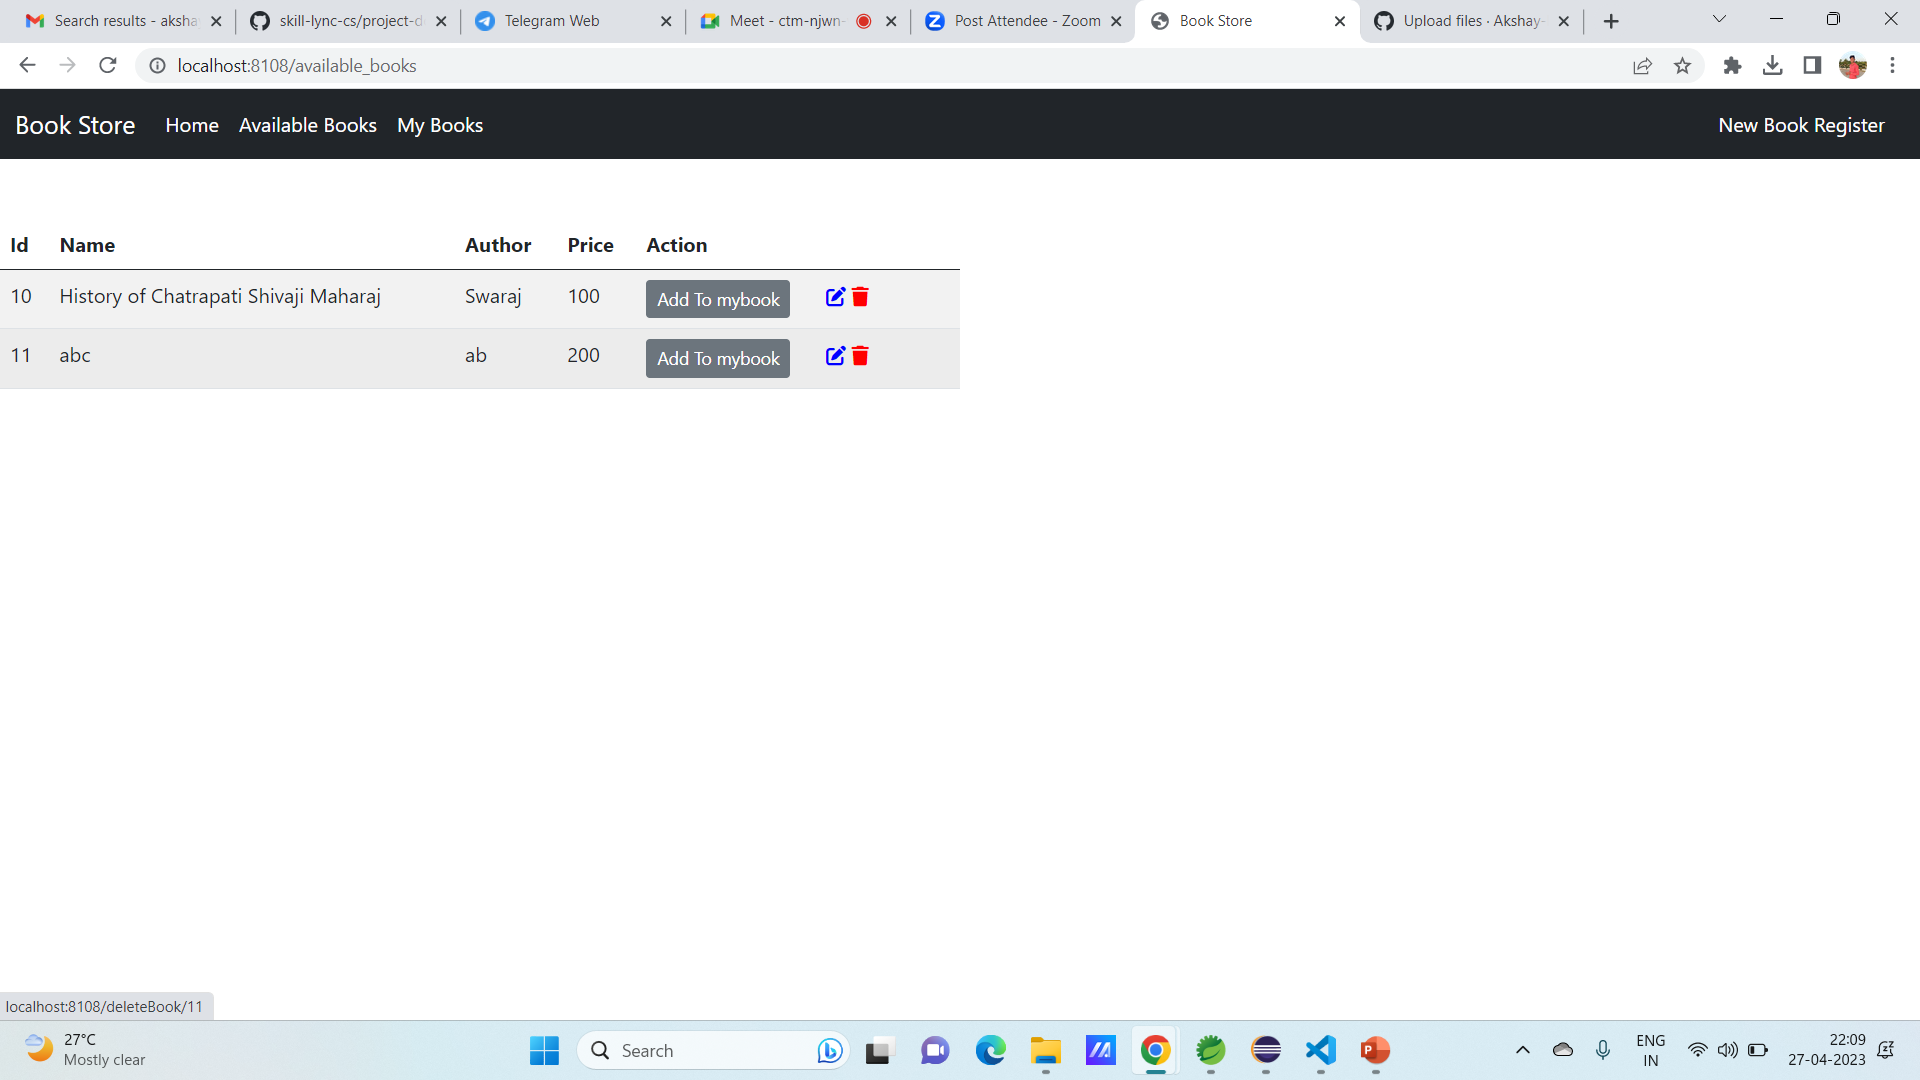 Search results - aksha
skill-lync-cs/project-d
Telegram Web
Meet - ctm-njwn-
Post Attendee - Zoom
Book Store
Upload files · Akshay-
localhost:8108/available_books
Book Store Home Available Books My Books New Book Register
Id Name Author Price Action
10 History of Chatrapati Shivaji Maharaj Swaraj 100 Add To mybook
11 abc ab 200 Add To mybook
localhost:8108/deleteBook/11
27°C
Mostly clear
Search
ENG
IN
22:09
27-04-2023